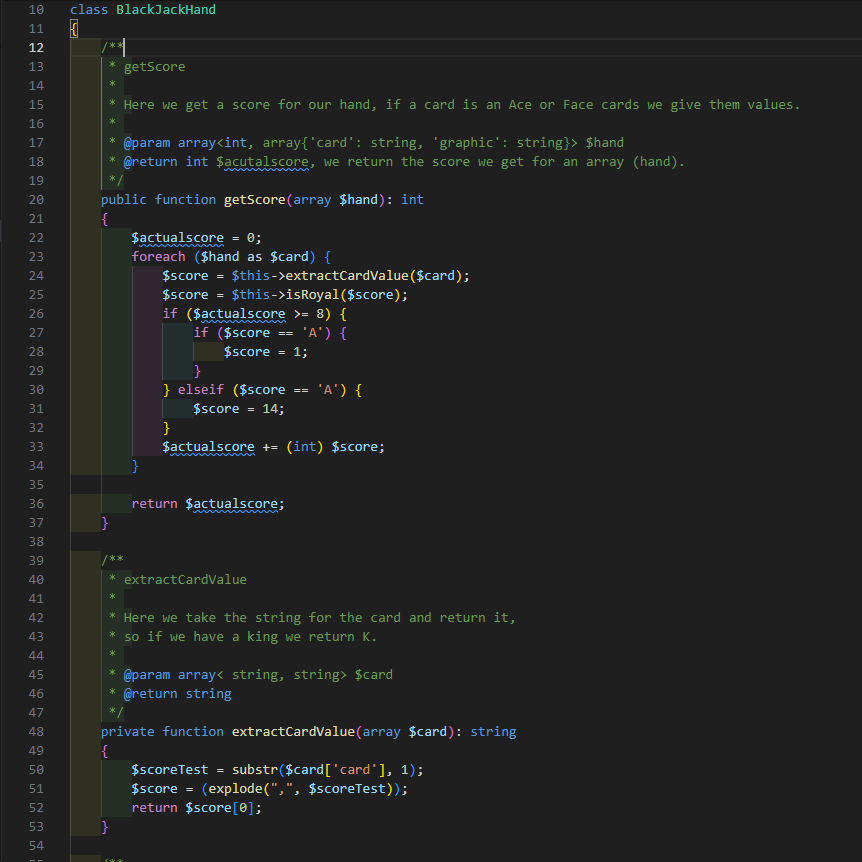 10 class BlackJackHand
11 {
12 /**
13 * getScore
14 *
15 * Here we get a score for our hand, if a card is an Ace or Face cards we give them values.
16 *
17 * @param array<int, array{'card': string, 'graphic': string}> $hand
18 * @return int $acutalscore, we return the score we get for an array (hand).
19 */
20 public function getScore(array $hand): int
21 {
22 $actualscore = 0;
23 foreach ($hand as $card) {
24 $score = $this->extractCardValue($card);
25 $score = $this->isRoyal($score);
26 if ($actualscore >= 8) {
27 if ($score == 'A') {
28 $score = 1;
29 }
30 } elseif ($score == 'A') {
31 $score = 14;
32 }
33 $actualscore += (int) $score;
34 }
35
36 return $actualscore;
37 }
38
39 /**
40 * extractCardValue
41 *
42 * Here we take the string for the card and return it,
43 * so if we have a king we return K.
44 *
45 * @param array< string, string> $card
46 * @return string
47 */
48 private function extractCardValue(array $card): string
49 {
50 $scoreTest = substr($card['card'], 1);
51 $score = (explode(",", $scoreTest));
52 return $score[0];
53 }
54